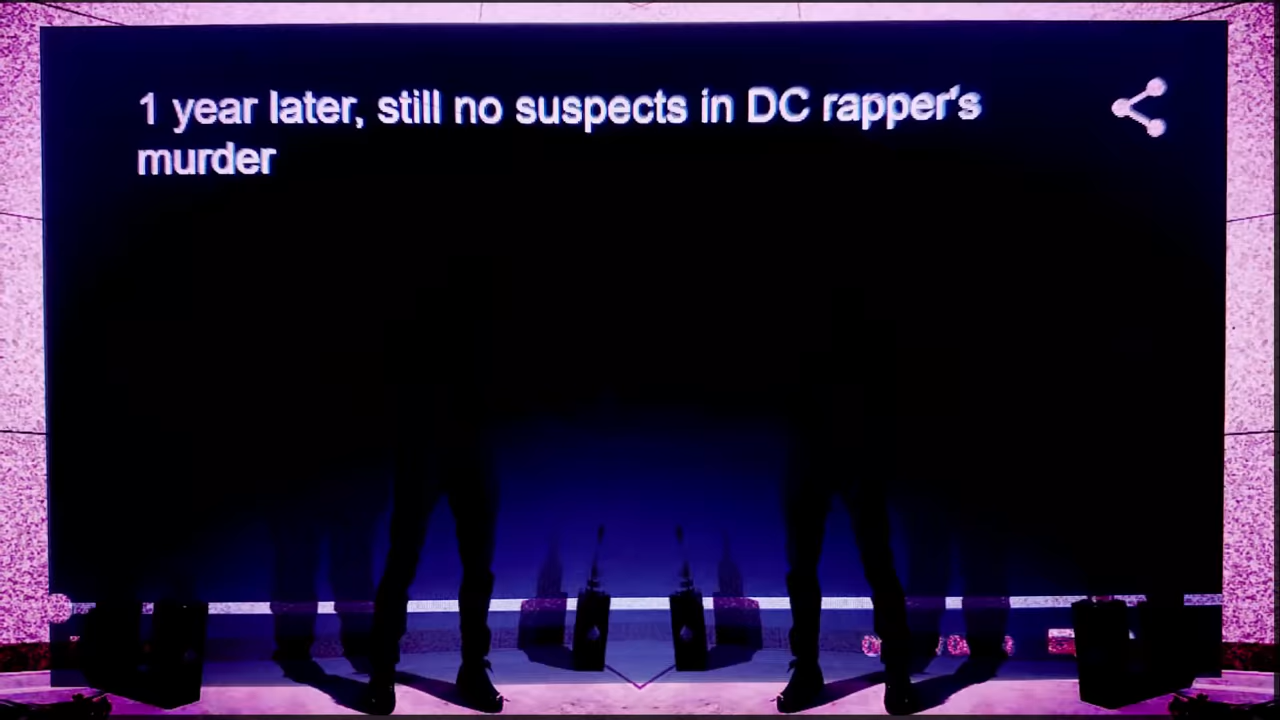 1 year later, still no suspects in DC rapper's
murder